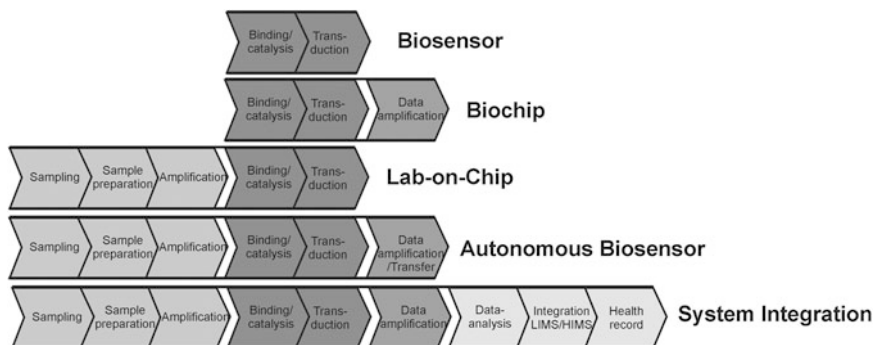 Binding/
catalysis
Trans-
duction
Biosensor
Binding/
catalysis
Trans-
duction
Data
amplification
Biochip
Sampling
Sample
preparation
Amplification
Binding/
catalysis
Trans-
duction
Lab-on-Chip
Sampling
Sample
preparation
Amplification
Binding/
catalysis
Trans-
duction
Data
amplification
/Transfer
Autonomous Biosensor
Sampling
Sample
preparation
Amplification
Binding/
catalysis
Trans-
duction
Data
amplification
Data-
analysis
Integration
LIMS/HIMS
Health
record
System Integration